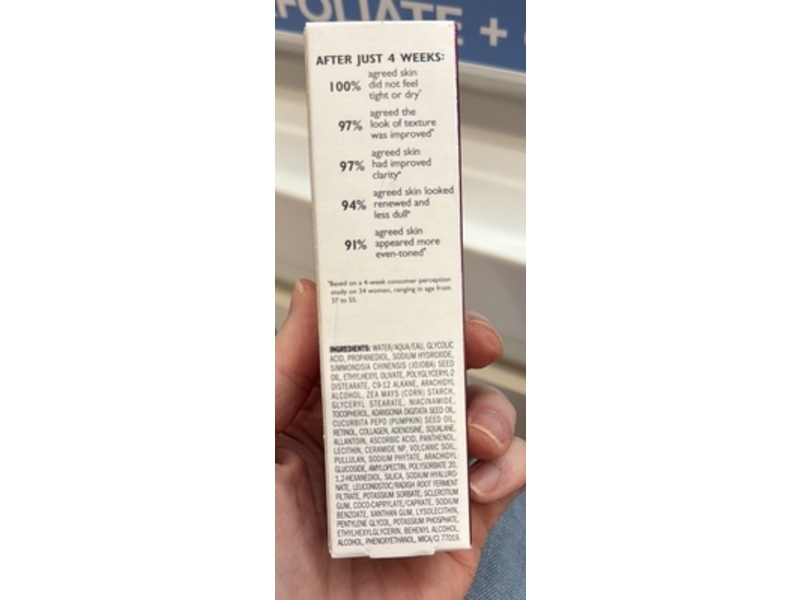 FOLIATE +
AFTER JUST 4 WEEKS:
100% agreed skin
did not feel
tight or dry*
97% agreed the
look of texture
was improved*
97% agreed skin
had improved
clarity*
94% agreed skin looked
renewed and
less dull*
91% agreed skin
appeared more
even-toned*
*Based on a 4-week consumer perception
study on 34 women, ranging in age from
37 to 55.
INGREDIENTS: WATER/AQUA/EAU, GLYCOLIC
ACID, PROPANEDIOL, SODIUM HYDROXIDE,
SIMMONDSIA CHINENSIS (JOJOBA) SEED
OIL, ETHYLHEXYL OLIVATE, POLYGLYCERYL-2
DISTEARATE, C9-12 ALKANE, ARACHIDYL
ALCOHOL, ZEA MAYS (CORN) STARCH,
GLYCERYL STEARATE, NIACINAMIDE,
TOCOPHEROL, ADANSONIA DIGITATA SEED OIL,
CUCURBITA PEPO (PUMPKIN) SEED OIL,
RETINOL, COLLAGEN, ADENOSINE, SQUALANE,
ALLANTOIN, ASCORBIC ACID, PANTHENOL,
LECITHIN, CERAMIDE NP, VOLCANIC SOIL,
PULLULAN, SODIUM PHYTATE, ARACHIDYL
GLUCOSIDE, AMYLOPECTIN, POLYSORBATE 20,
1,2-HEXANEDIOL, SILICA, SODIUM HYALURO-
NATE, LEUCONOSTOC/RADISH ROOT FERMENT
FILTRATE, POTASSIUM SORBATE, SCLEROTIUM
GUM, COCO-CAPRYLATE/CAPRATE, SODIUM
BENZOATE, XANTHAN GUM, LYSOLECITHIN,
PENTYLENE GLYCOL, POTASSIUM PHOSPHATE,
ETHYLHEXYLGLYCERIN, BEHENYL ALCOHOL,
ALCOHOL, PHENOXYETHANOL, MICA/CI 77019.